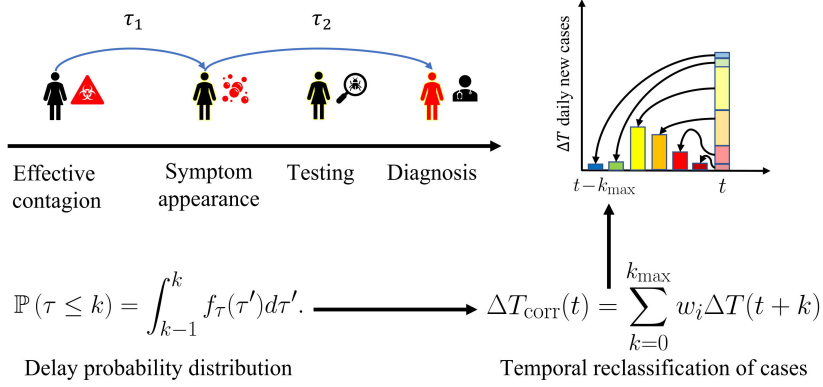 τ₁ τ₂
Effective contagion
Symptom appearance
Testing
Diagnosis
ΔT daily new cases
t−k_max t
ℙ (τ ≤ k) = ∫_{k−1}^{k} f_τ(τ′)dτ′.
Delay probability distribution
ΔT_corr(t) = ∑_{k=0}^{k_max} w_i ΔT(t + k)
Temporal reclassification of cases